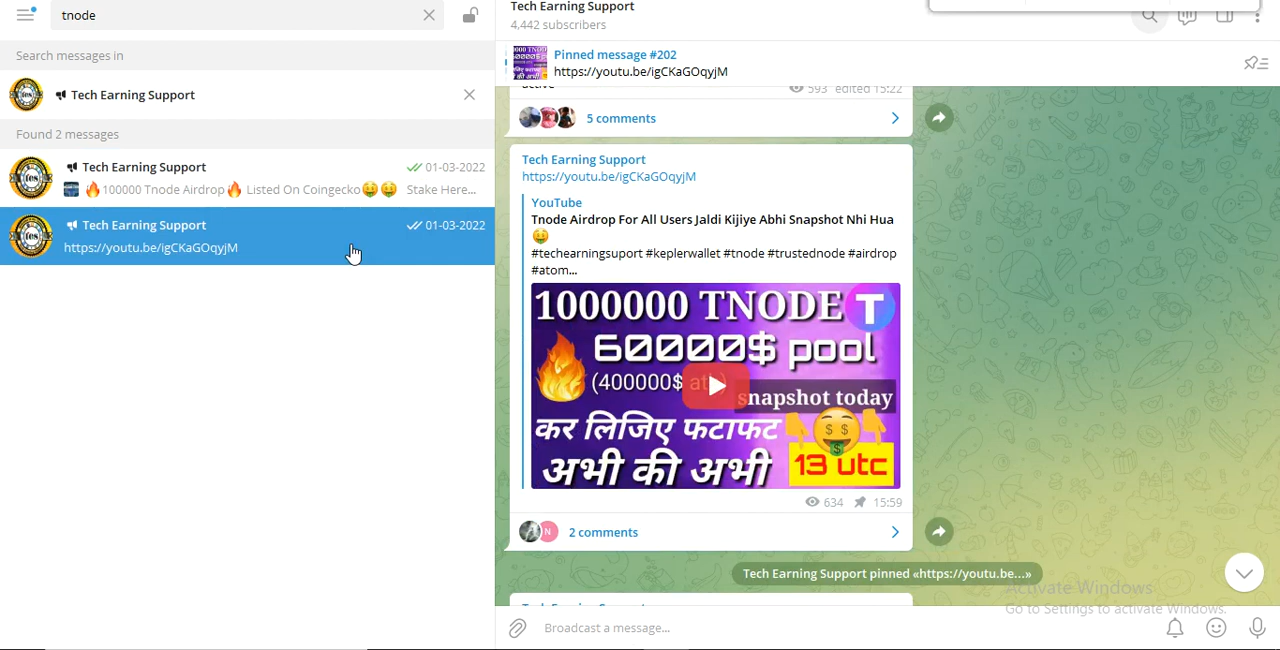 tnode
Search messages in
Tech Earning Support
Found 2 messages
Tech Earning Support 01-03-2022
🔥100000 Tnode Airdrop🔥 Listed On Coingecko🤑🤑 Stake Here...
Tech Earning Support 01-03-2022
https://youtu.be/igCKaGOqyjM
Tech Earning Support
4,442 subscribers
Pinned message #202
https://youtu.be/igCKaGOqyjM
593 edited 15:22
5 comments
Tech Earning Support
https://youtu.be/igCKaGOqyjM
YouTube
Tnode Airdrop For All Users Jaldi Kijiye Abhi Snapshot Nhi Hua
🤑
#techearningsuport #keplerwallet #tnode #trustednode #airdrop
#atom...
1000000 TNODE T
60000$ pool
(400000$
snapshot today
कर लिजिए फटाफट
अभी की अभी
13 utc
634 15:59
N 2 comments
Tech Earning Support pinned «https://youtu.be...»
Activate Windows
Go to Settings to activate Windows.
Broadcast a message...